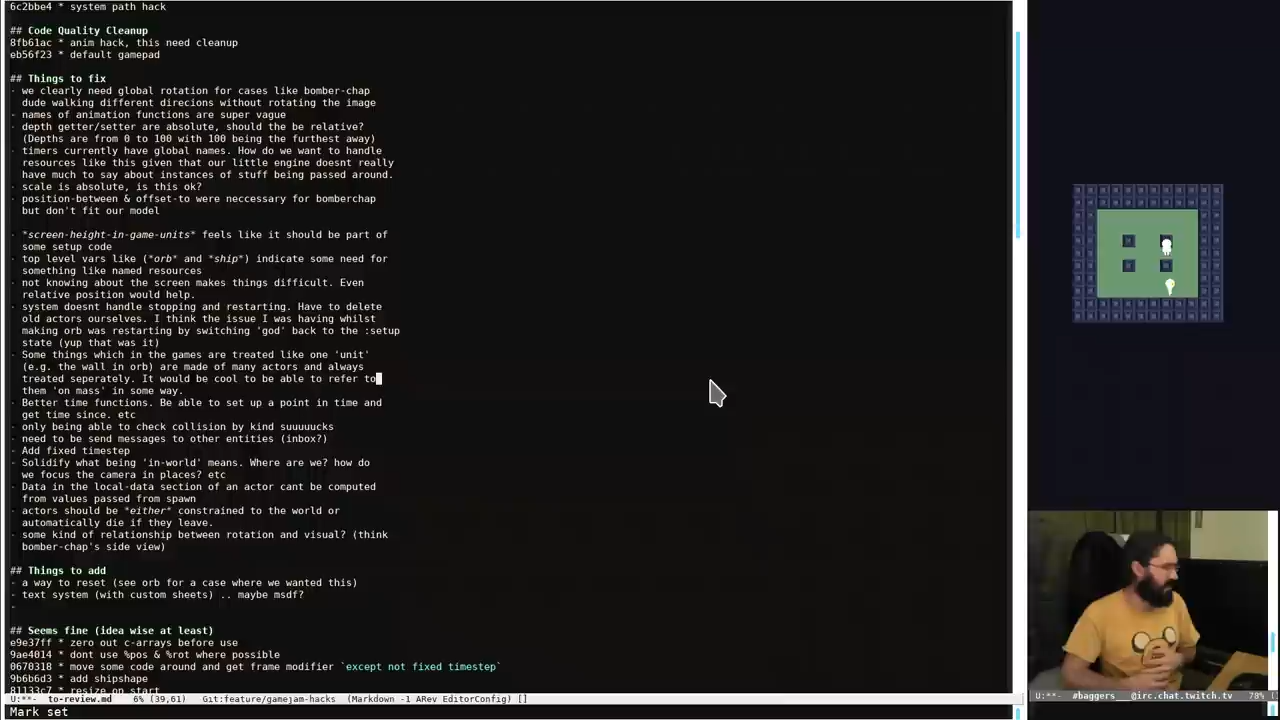 6c2bbe4 * system path hack
## Code Quality Cleanup
8fb61ac * anim hack, this need cleanup
eb56f23 * default gamepad
## Things to fix
- we clearly need global rotation for cases like bomber-chap
dude walking different direcions without rotating the image
- names of animation functions are super vague
- depth getter/setter are absolute, should the be relative?
(Depths are from 0 to 100 with 100 being the furthest away)
- timers currently have global names. How do we want to handle
resources like this given that our little engine doesnt really
have much to say about instances of stuff being passed around.
- scale is absolute, is this ok?
- position-between & offset-to were neccessary for bomberchap
but don't fit our model
- *screen-height-in-game-units* feels like it should be part of
some setup code
- top level vars like (*orb* and *ship*) indicate some need for
something like named resources
- not knowing about the screen makes things difficult. Even
relative position would help.
- system doesnt handle stopping and restarting. Have to delete
old actors ourselves. I think the issue I was having whilst
making orb was restarting by switching 'god' back to the :setup
state (yup that was it)
- Some things which in the games are treated like one 'unit'
(e.g. the wall in orb) are made of many actors and always
treated seperately. It would be cool to be able to refer to
them 'on mass' in some way.
- Better time functions. Be able to set up a point in time and
get time since. etc
- only being able to check collision by kind suuuuucks
- need to be send messages to other entities (inbox?)
- Add fixed timestep
- Solidify what being 'in-world' means. Where are we? how do
we focus the camera in places? etc
- Data in the local-data section of an actor cant be computed
from values passed from spawn
- actors should be *either* constrained to the world or
automatically die if they leave.
- some kind of relationship between rotation and visual? (think
bomber-chap's side view)
## Things to add
- a way to reset (see orb for a case where we wanted this)
- text system (with custom sheets) .. maybe msdf?
-
## Seems fine (idea wise at least)
e9e37ff * zero out c-arrays before use
9ae4014 * dont use %pos & %rot where possible
0670318 * move some code around and get frame modifier `except not fixed timestep`
9b6b6d3 * add shipshape
81133c7 * resize on start
U:**- to-review.md 6% (39,61) Git:feature/gamejam-hacks (Markdown -1 ARev EditorConfig) []
U:**- #baggers___@irc.chat.twitch.tv 78% (
Mark set